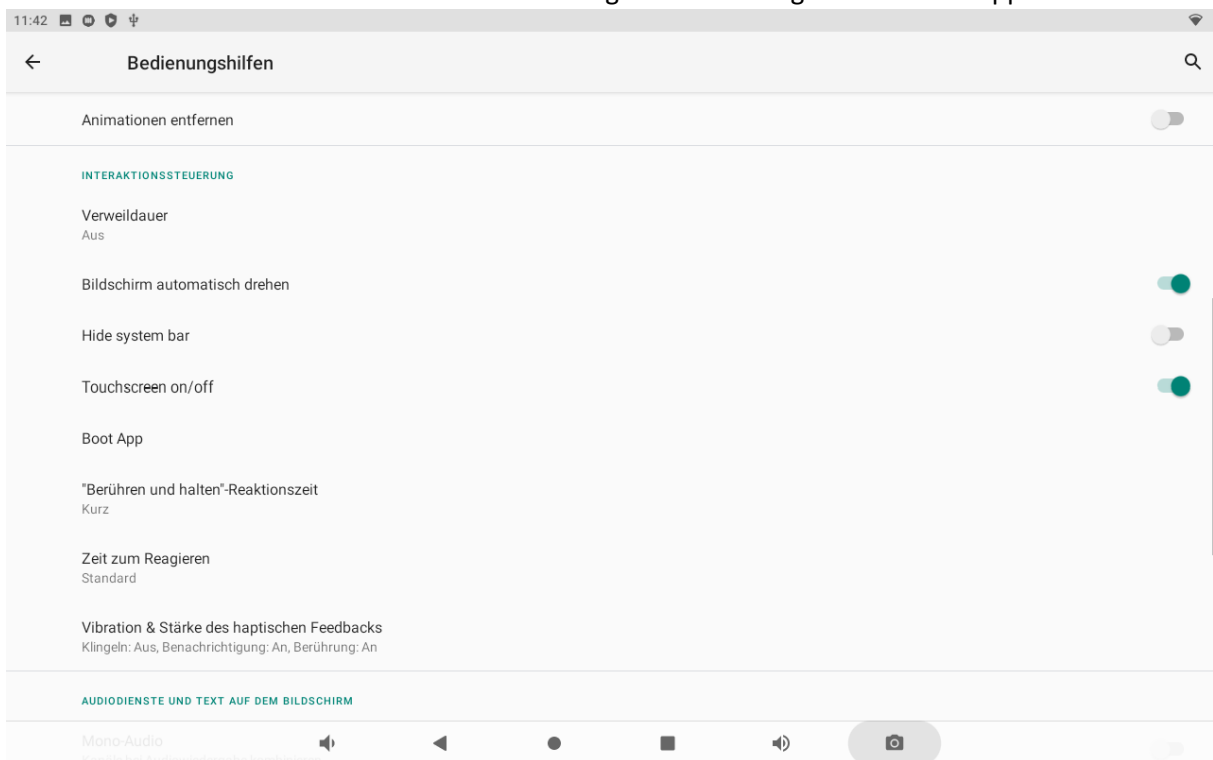 11:42
Bedienungshilfen
Animationen entfernen
INTERAKTIONSSTEUERUNG
Verweildauer
Aus
Bildschirm automatisch drehen
Hide system bar
Touchscreen on/off
Boot App
"Berühren und halten"-Reaktionszeit
Kurz
Zeit zum Reagieren
Standard
Vibration & Stärke des haptischen Feedbacks
Klingeln: Aus, Benachrichtigung: An, Berührung: An
AUDIODIENSTE UND TEXT AUF DEM BILDSCHIRM
Mono-Audio